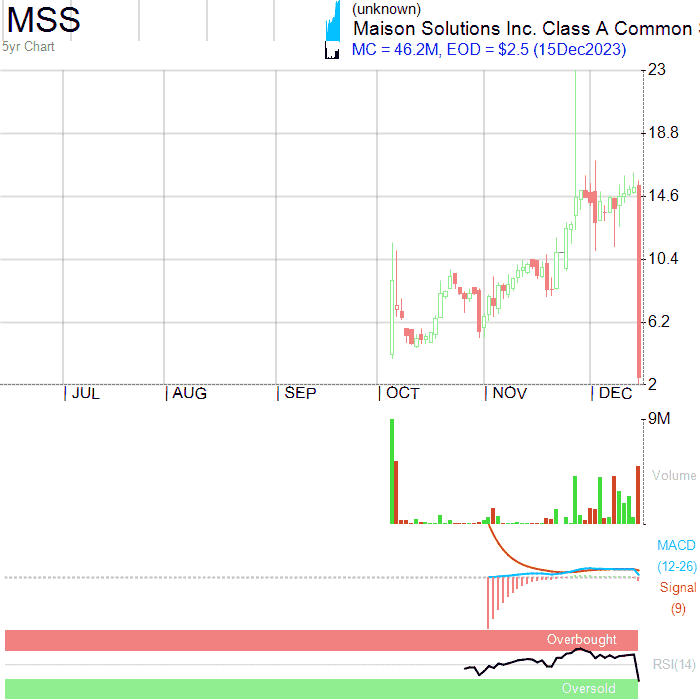 MSS
(unknown)
Maison Solutions Inc. Class A Common
5yr Chart
MC = 46.2M, EOD = $2.5 (15Dec2023)
23
18.8
14.6
10.4
6.2
2
JUL AUG SEP OCT NOV DEC
9M
Volume
MACD
(12-26)
Signal
(9)
Overbought
RSI(14)
Oversold